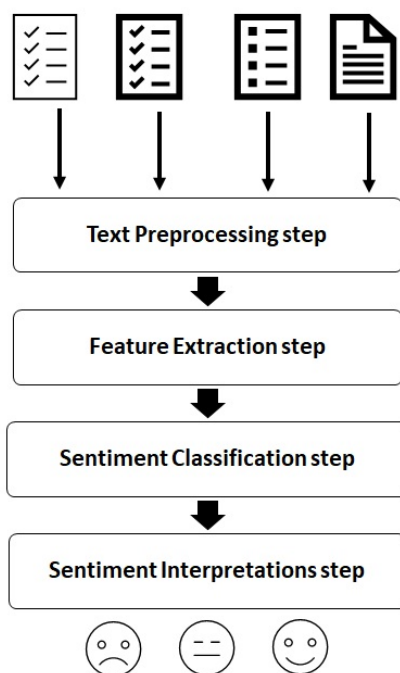 Text Preprocessing step
Feature Extraction step
Sentiment Classification step
Sentiment Interpretations step